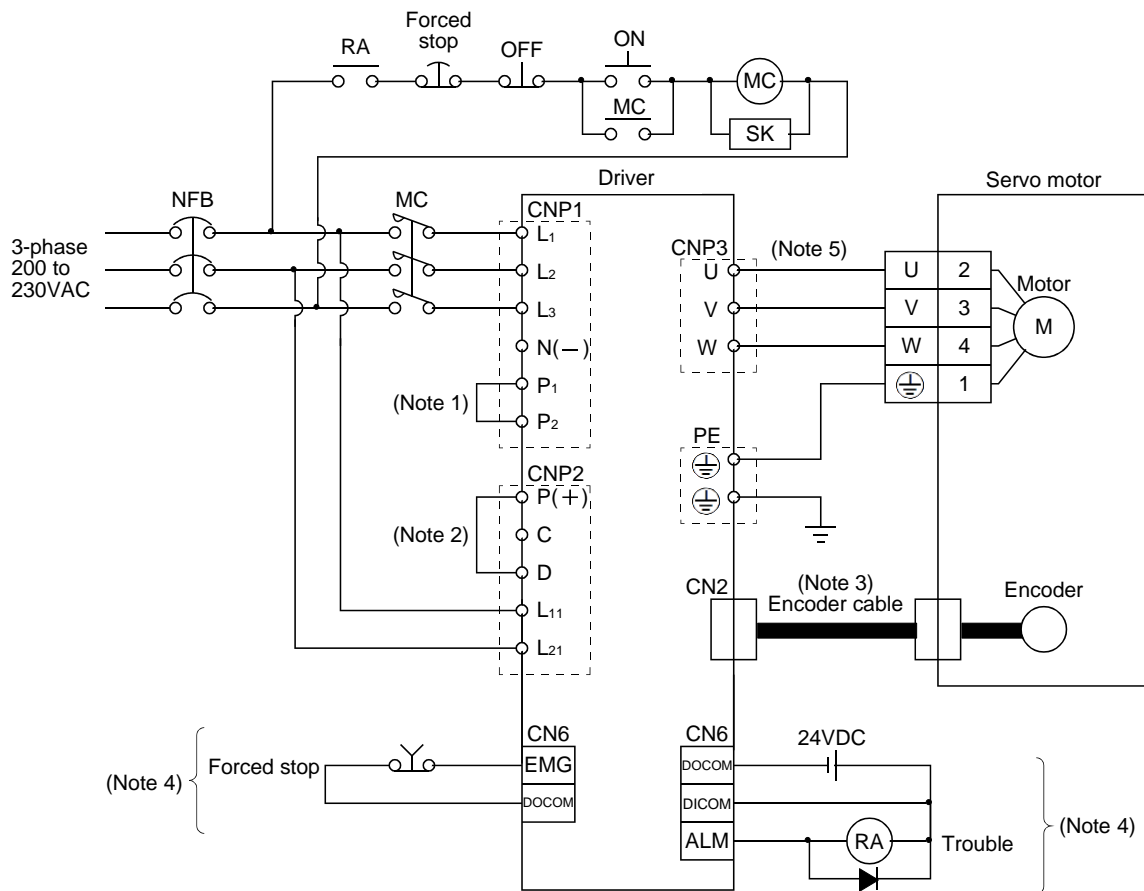 Forced
stop
RA
OFF
ON
MC
MC
SK
Driver
Servo motor
NFB
MC
CNP1
3-phase
200 to
230VAC
L1
L2
L3
N(—)
P1
P2
(Note 1)
CNP3
U
V
W
(Note 5)
U 2
V 3
W 4
1
Motor
M
PE
CNP2
P(+)
C
D
L11
L21
(Note 2)
CN2
(Note 3)
Encoder cable
Encoder
(Note 4)
Forced stop
CN6
EMG
DOCOM
CN6
DOCOM
DICOM
ALM
24VDC
RA
Trouble
(Note 4)